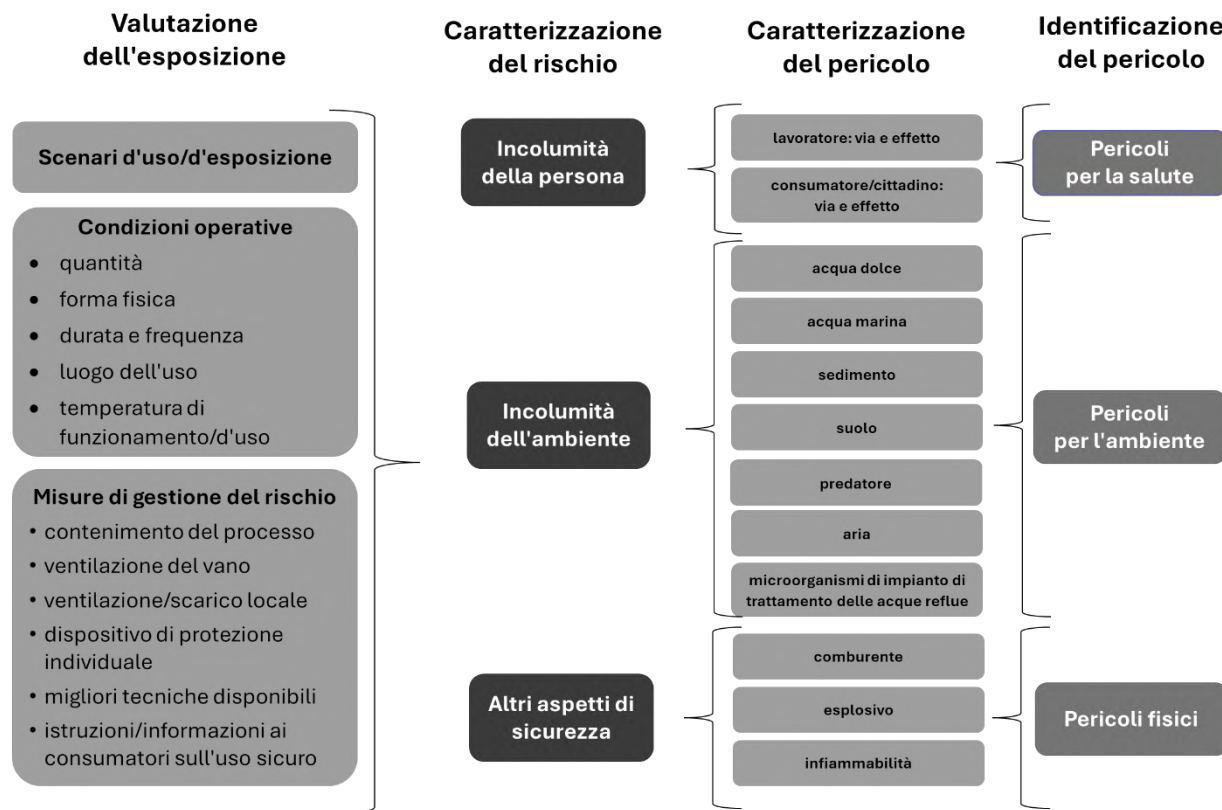 Valutazione
dell'esposizione
Scenari d'uso/d'esposizione
Condizioni operative
• quantità
• forma fisica
• durata e frequenza
• luogo dell'uso
• temperatura di
funzionamento/d'uso
Misure di gestione del rischio
• contenimento del processo
• ventilazione del vano
• ventilazione/scarico locale
• dispositivo di protezione
individuale
• migliori tecniche disponibili
• istruzioni/informazioni ai
consumatori sull'uso sicuro
Caratterizzazione
del rischio
Incolumità
della persona
Incolumità
dell'ambiente
Altri aspetti di
sicurezza
Caratterizzazione
del pericolo
lavoratore: via e effetto
consumatore/cittadino:
via e effetto
acqua dolce
acqua marina
sedimento
suolo
predatore
aria
microorganismi di impianto di
trattamento delle acque reflue
comburente
esplosivo
infiammabilità
Identificazione
del pericolo
Pericoli
per la salute
Pericoli
per l'ambiente
Pericoli fisici